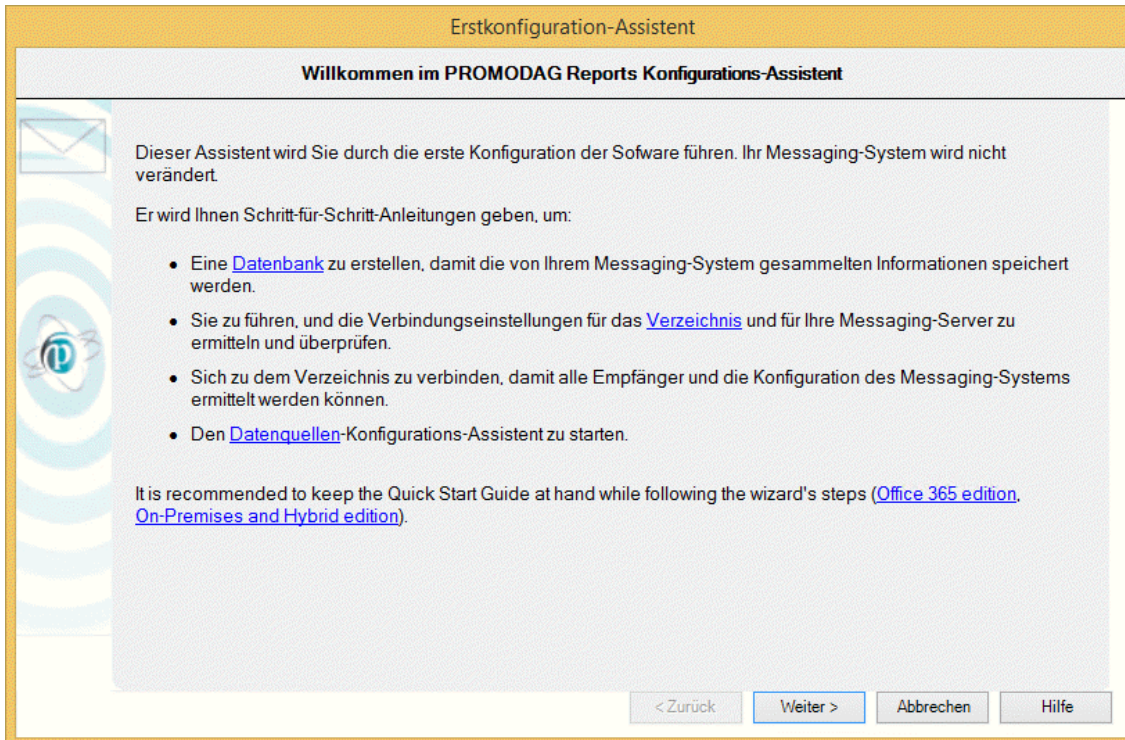 Erstkonfiguration-Assistent
Willkommen im PROMODAG Reports Konfigurations-Assistent
Dieser Assistent wird Sie durch die erste Konfiguration der Sofware führen. Ihr Messaging-System wird nicht
verändert.
Er wird Ihnen Schritt-für-Schritt-Anleitungen geben, um:
• Eine Datenbank zu erstellen, damit die von Ihrem Messaging-System gesammelten Informationen speichert
werden.
• Sie zu führen, und die Verbindungseinstellungen für das Verzeichnis und für Ihre Messaging-Server zu
ermitteln und überprüfen.
• Sich zu dem Verzeichnis zu verbinden, damit alle Empfänger und die Konfiguration des Messaging-Systems
ermittelt werden können.
• Den Datenquellen-Konfigurations-Assistent zu starten.
It is recommended to keep the Quick Start Guide at hand while following the wizard's steps (Office 365 edition,
On-Premises and Hybrid edition).
p
< Zurück
Weiter >
Abbrechen
Hilfe